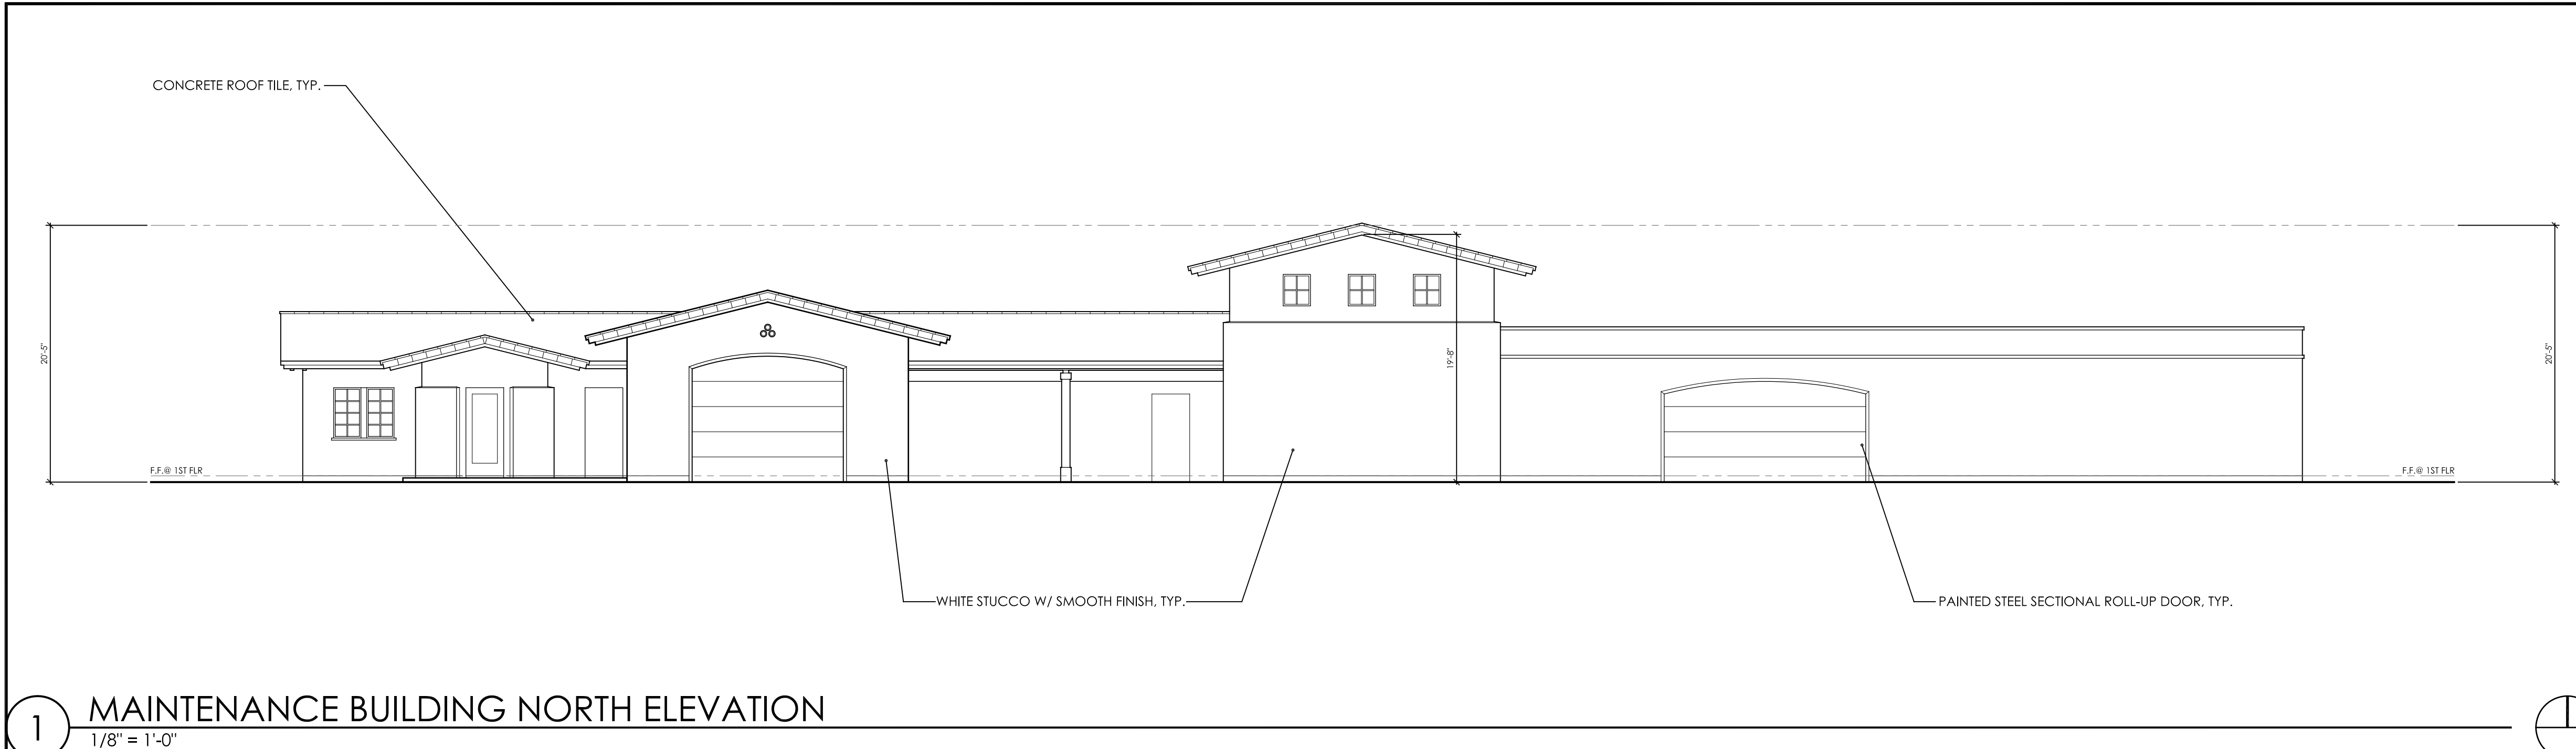 CONCRETE ROOF TILE, TYP.
20'-5"
19'-8"
20'-5"
F.F.@ 1ST FLR
F.F.@ 1ST FLR
WHITE STUCCO W/ SMOOTH FINISH, TYP.
PAINTED STEEL SECTIONAL ROLL-UP DOOR, TYP.
1
MAINTENANCE BUILDING NORTH ELEVATION
1/8" = 1'-0"